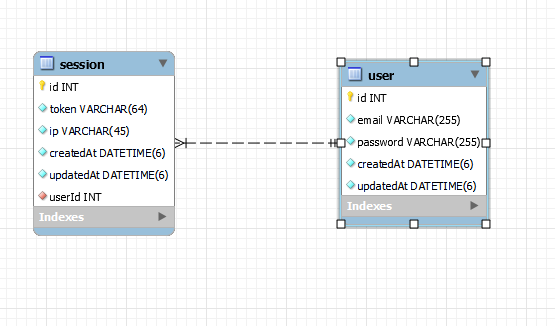 session
id INT
token VARCHAR(64)
ip VARCHAR(45)
createdAt DATETIME(6)
updatedAt DATETIME(6)
userId INT
Indexes
user
id INT
email VARCHAR(255)
password VARCHAR(255)
createdAt DATETIME(6)
updatedAt DATETIME(6)
Indexes